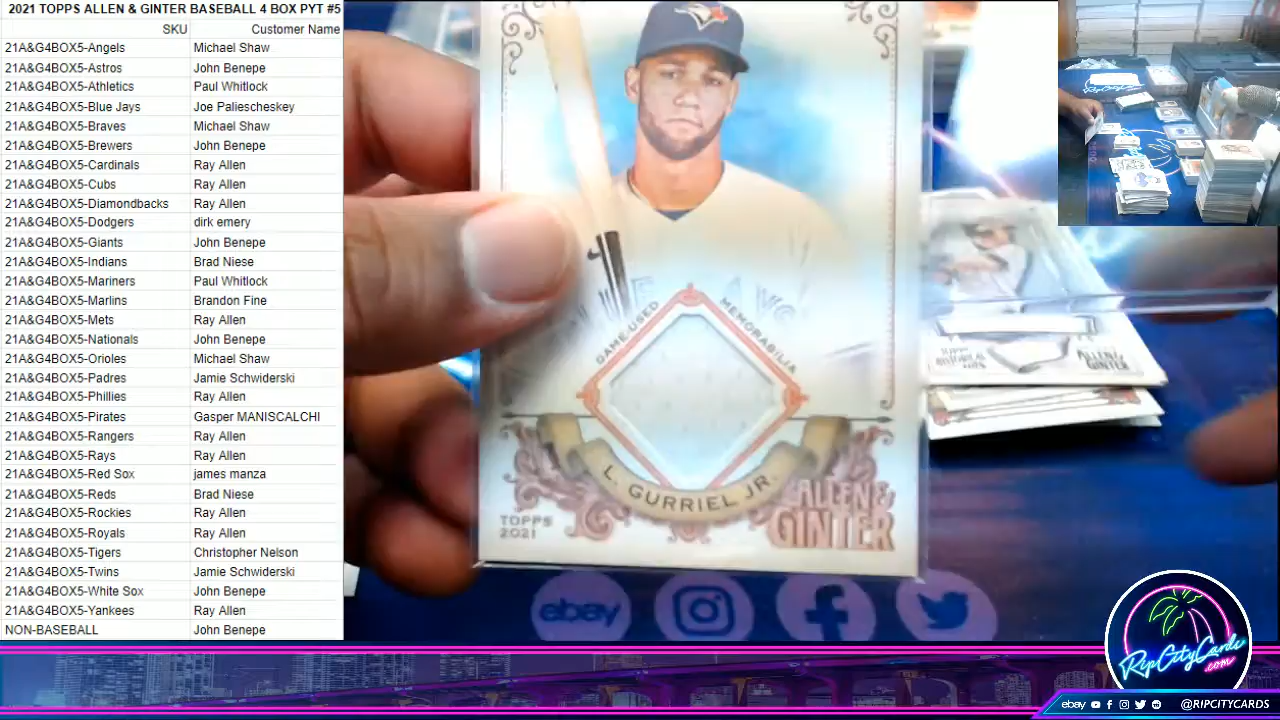 2021 TOPPS ALLEN & GINTER BASEBALL 4 BOX PYT #5
SKU Customer Name
21A&G4BOX5-Angels Michael Shaw
21A&G4BOX5-Astros John Benepe
21A&G4BOX5-Athletics Paul Whitlock
21A&G4BOX5-Blue Jays Joe Paliescheskey
21A&G4BOX5-Braves Michael Shaw
21A&G4BOX5-Brewers John Benepe
21A&G4BOX5-Cardinals Ray Allen
21A&G4BOX5-Cubs Ray Allen
21A&G4BOX5-Diamondbacks Ray Allen
21A&G4BOX5-Dodgers dirk emery
21A&G4BOX5-Giants John Benepe
21A&G4BOX5-Indians Brad Niese
21A&G4BOX5-Mariners Paul Whitlock
21A&G4BOX5-Marlins Brandon Fine
21A&G4BOX5-Mets Ray Allen
21A&G4BOX5-Nationals John Benepe
21A&G4BOX5-Orioles Michael Shaw
21A&G4BOX5-Padres Jamie Schwiderski
21A&G4BOX5-Phillies Ray Allen
21A&G4BOX5-Pirates Gasper MANISCALCHI
21A&G4BOX5-Rangers Ray Allen
21A&G4BOX5-Rays Ray Allen
21A&G4BOX5-Red Sox james manza
21A&G4BOX5-Reds Brad Niese
21A&G4BOX5-Rockies Ray Allen
21A&G4BOX5-Royals Ray Allen
21A&G4BOX5-Tigers Christopher Nelson
21A&G4BOX5-Twins Jamie Schwiderski
21A&G4BOX5-White Sox John Benepe
21A&G4BOX5-Yankees Ray Allen
NON-BASEBALL John Benepe
GAME-USED MEMORABILIA
L. GURRIEL JR.
TOPPS
2021
ALLEN &
GINTER
ALLEN &
GINTER
ebay
RipCityCards
.com
ebay @RIPCITYCARDS